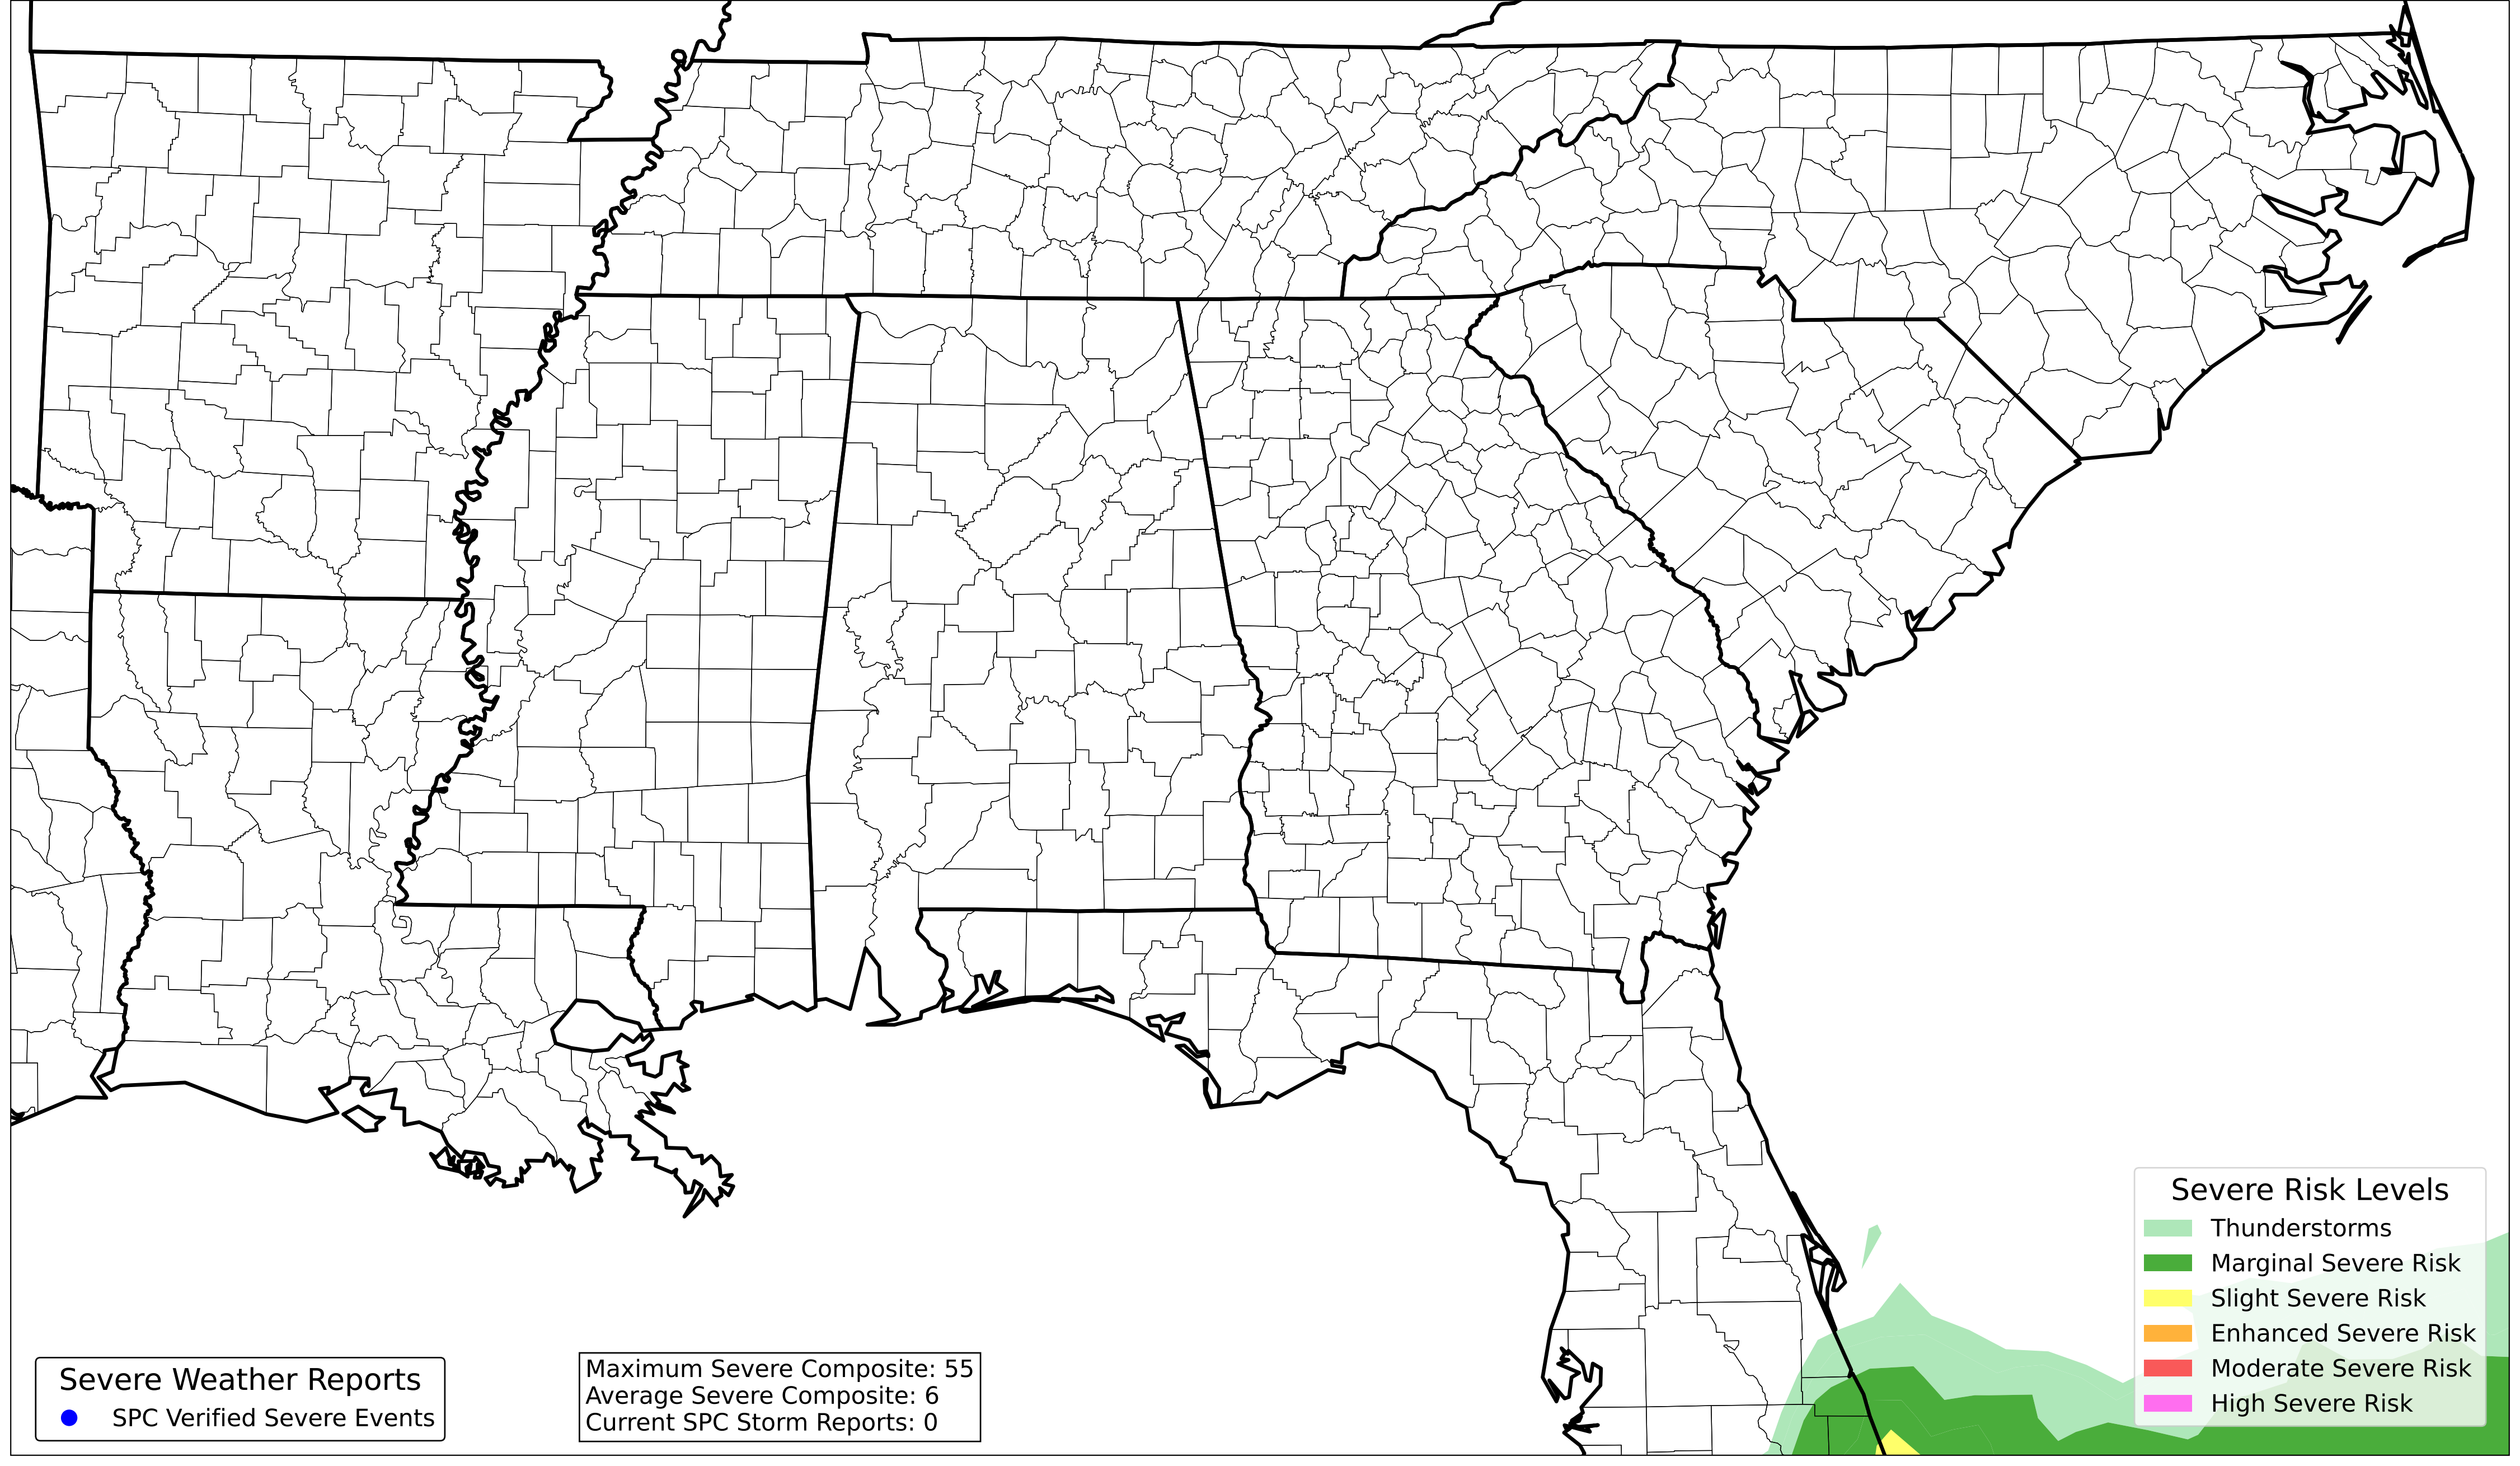 Severe Risk Levels
Thunderstorms
Marginal Severe Risk
Slight Severe Risk
Enhanced Severe Risk
Moderate Severe Risk
High Severe Risk
Severe Weather Reports
SPC Verified Severe Events
Maximum Severe Composite: 55
Average Severe Composite: 6
Current SPC Storm Reports: 0